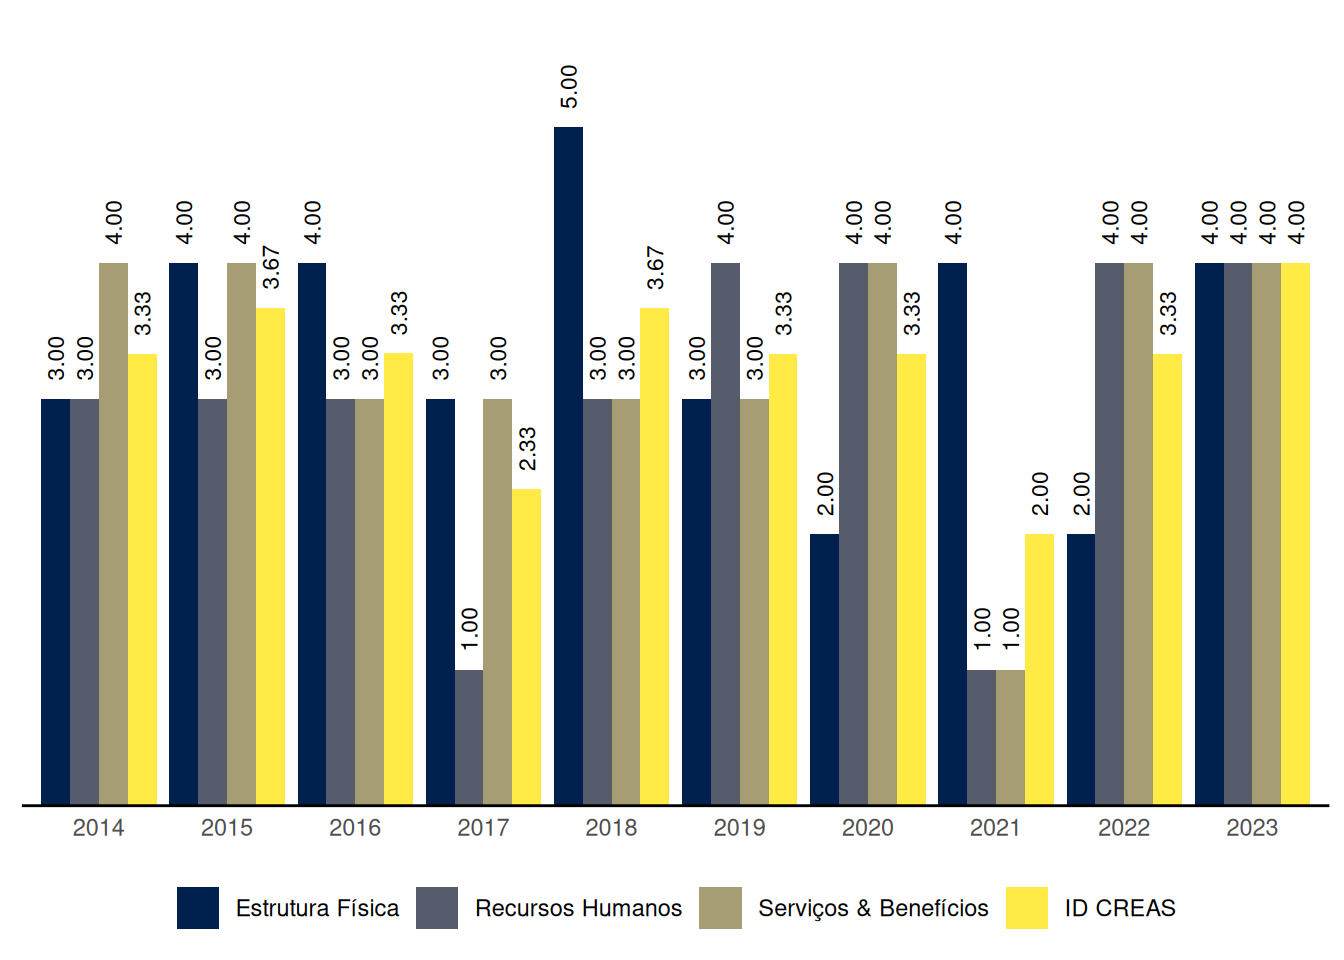 5.00
4.00 4.00 4.00 4.00 4.00 4.00 4.00 4.00 4.00 4.00 4.00 4.00 4.00 4.00
3.67 3.67
3.33 3.33 3.33 3.33 3.33
3.00 3.00 3.00 3.00 3.00 3.00 3.00 3.00 3.00 3.00 3.00
2.33
2.00 2.00 2.00
1.00 1.00 1.00
2014 2015 2016 2017 2018 2019 2020 2021 2022 2023
Estrutura Física Recursos Humanos Serviços & Benefícios ID CREAS